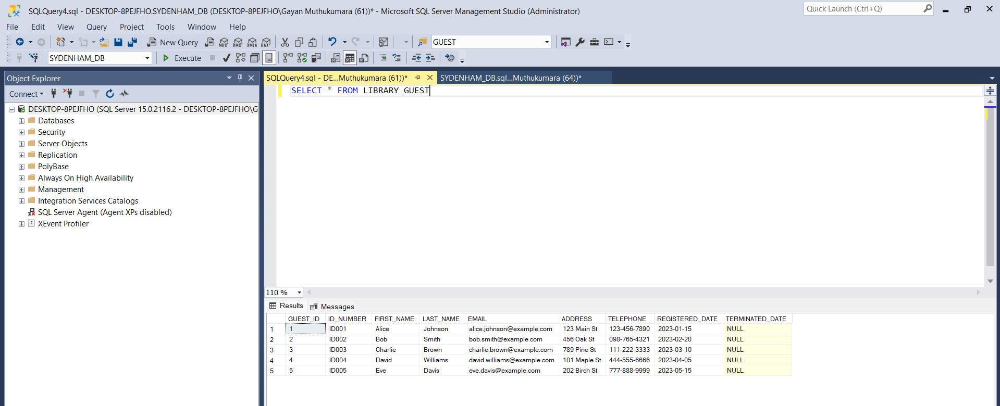 SQLQuery4.sql - DESKTOP-8PEJFHO.SYDENHAM_DB (DESKTOP-8PEJFHO\Gayan Muthukumara (61))* - Microsoft SQL Server Management Studio (Administrator)
Quick Launch (Ctrl+Q)
File Edit View Query Project Tools Window Help
New Query MDX DMX XMLA DAX GUEST
SYDENHAM_DB Execute
Object Explorer
SQLQuery4.sql - DE...Muthukumara (61))* SYDENHAM_DB.sql...Muthukumara (64))*
Connect
SELECT * FROM LIBRARY_GUEST
DESKTOP-8PEJFHO (SQL Server 15.0.2116.2 - DESKTOP-8PEJFHO\G
Databases
Security
Server Objects
Replication
PolyBase
Always On High Availability
Management
Integration Services Catalogs
SQL Server Agent (Agent XPs disabled)
XEvent Profiler
110 %
Results Messages
GUEST_ID ID_NUMBER FIRST_NAME LAST_NAME EMAIL ADDRESS TELEPHONE REGISTERED_DATE TERMINATED_DATE
1 1 ID001 Alice Johnson alice.johnson@example.com 123 Main St 123-456-7890 2023-01-15 NULL
2 2 ID002 Bob Smith bob.smith@example.com 456 Oak St 098-765-4321 2023-02-20 NULL
3 3 ID003 Charlie Brown charlie.brown@example.com 789 Pine St 111-222-3333 2023-03-10 NULL
4 4 ID004 David Williams david.williams@example.com 101 Maple St 444-555-6666 2023-04-05 NULL
5 5 ID005 Eve Davis eve.davis@example.com 202 Birch St 777-888-9999 2023-05-15 NULL